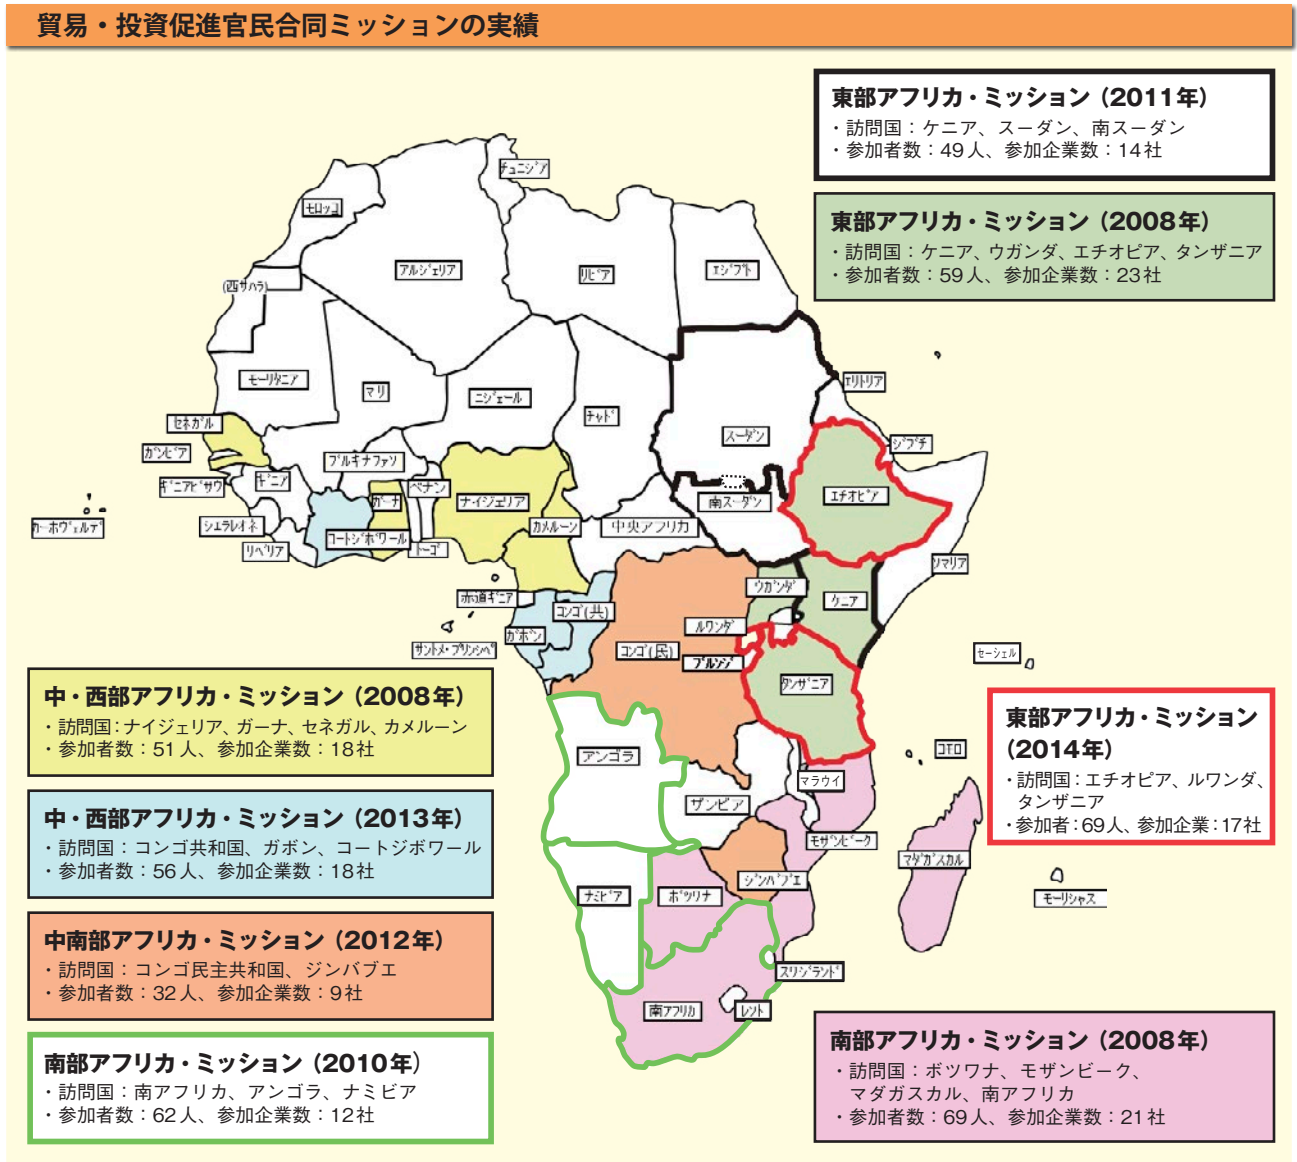 貿易・投資促進官民合同ミッションの実績
東部アフリカ・ミッション（2011年）
・訪問国：ケニア、スーダン、南スーダン
・参加者数：49人、参加企業数：14社
東部アフリカ・ミッション（2008年）
・訪問国：ケニア、ウガンダ、エチオピア、タンザニア
・参加者数：59人、参加企業数：23社
チュニジア
モロッコ
アルジェリア
リビア
エジプト
(西サハラ)
モーリタニア
マリ
ニジェール
チャド
スーダン
エリトリア
セネガル
ガンビア
ギニアビサウ
ギニア
ブルキナファソ
ベナン
ガーナ
ナイジェリア
カメルーン
中央アフリカ
南スーダン
エチオピア
ジブチ
カーボヴェルデ
シエラレオネ
リベリア
コートジボワール
トーゴ
ソマリア
赤道ギニア
コンゴ(共)
ウガンダ
ケニア
サントメ・プリンシペ
ガボン
コンゴ(民)
ルワンダ
ブルンジ
タンザニア
セーシェル
中・西部アフリカ・ミッション（2008年）
・訪問国：ナイジェリア、ガーナ、セネガル、カメルーン
・参加者数：51人、参加企業数：18社
東部アフリカ・ミッション
（2014年）
・訪問国：エチオピア、ルワンダ、
タンザニア
・参加者：69人、参加企業：17社
アンゴラ
ザンビア
マラウイ
コモロ
モザンビーク
マダガスカル
モーリシャス
ジンバブエ
ボツワナ
ナミビア
スワジランド
南アフリカ
レソト
中・西部アフリカ・ミッション（2013年）
・訪問国：コンゴ共和国、ガボン、コートジボワール
・参加者数：56人、参加企業数：18社
中南部アフリカ・ミッション（2012年）
・訪問国：コンゴ民主共和国、ジンバブエ
・参加者数：32人、参加企業数：9社
南部アフリカ・ミッション（2010年）
・訪問国：南アフリカ、アンゴラ、ナミビア
・参加者数：62人、参加企業数：12社
南部アフリカ・ミッション（2008年）
・訪問国：ボツワナ、モザンビーク、
マダガスカル、南アフリカ
・参加者数：69人、参加企業数：21社